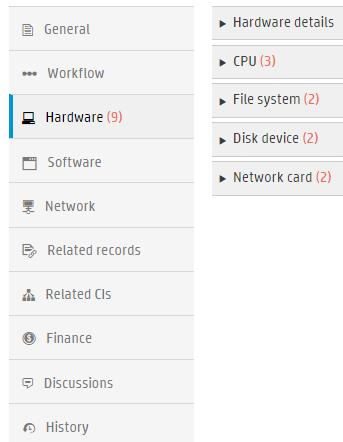 General
Workflow
Hardware (9)
Software
Network
Related records
Related CIs
Finance
Discussions
History
Hardware details
CPU (3)
File system (2)
Disk device (2)
Network card (2)